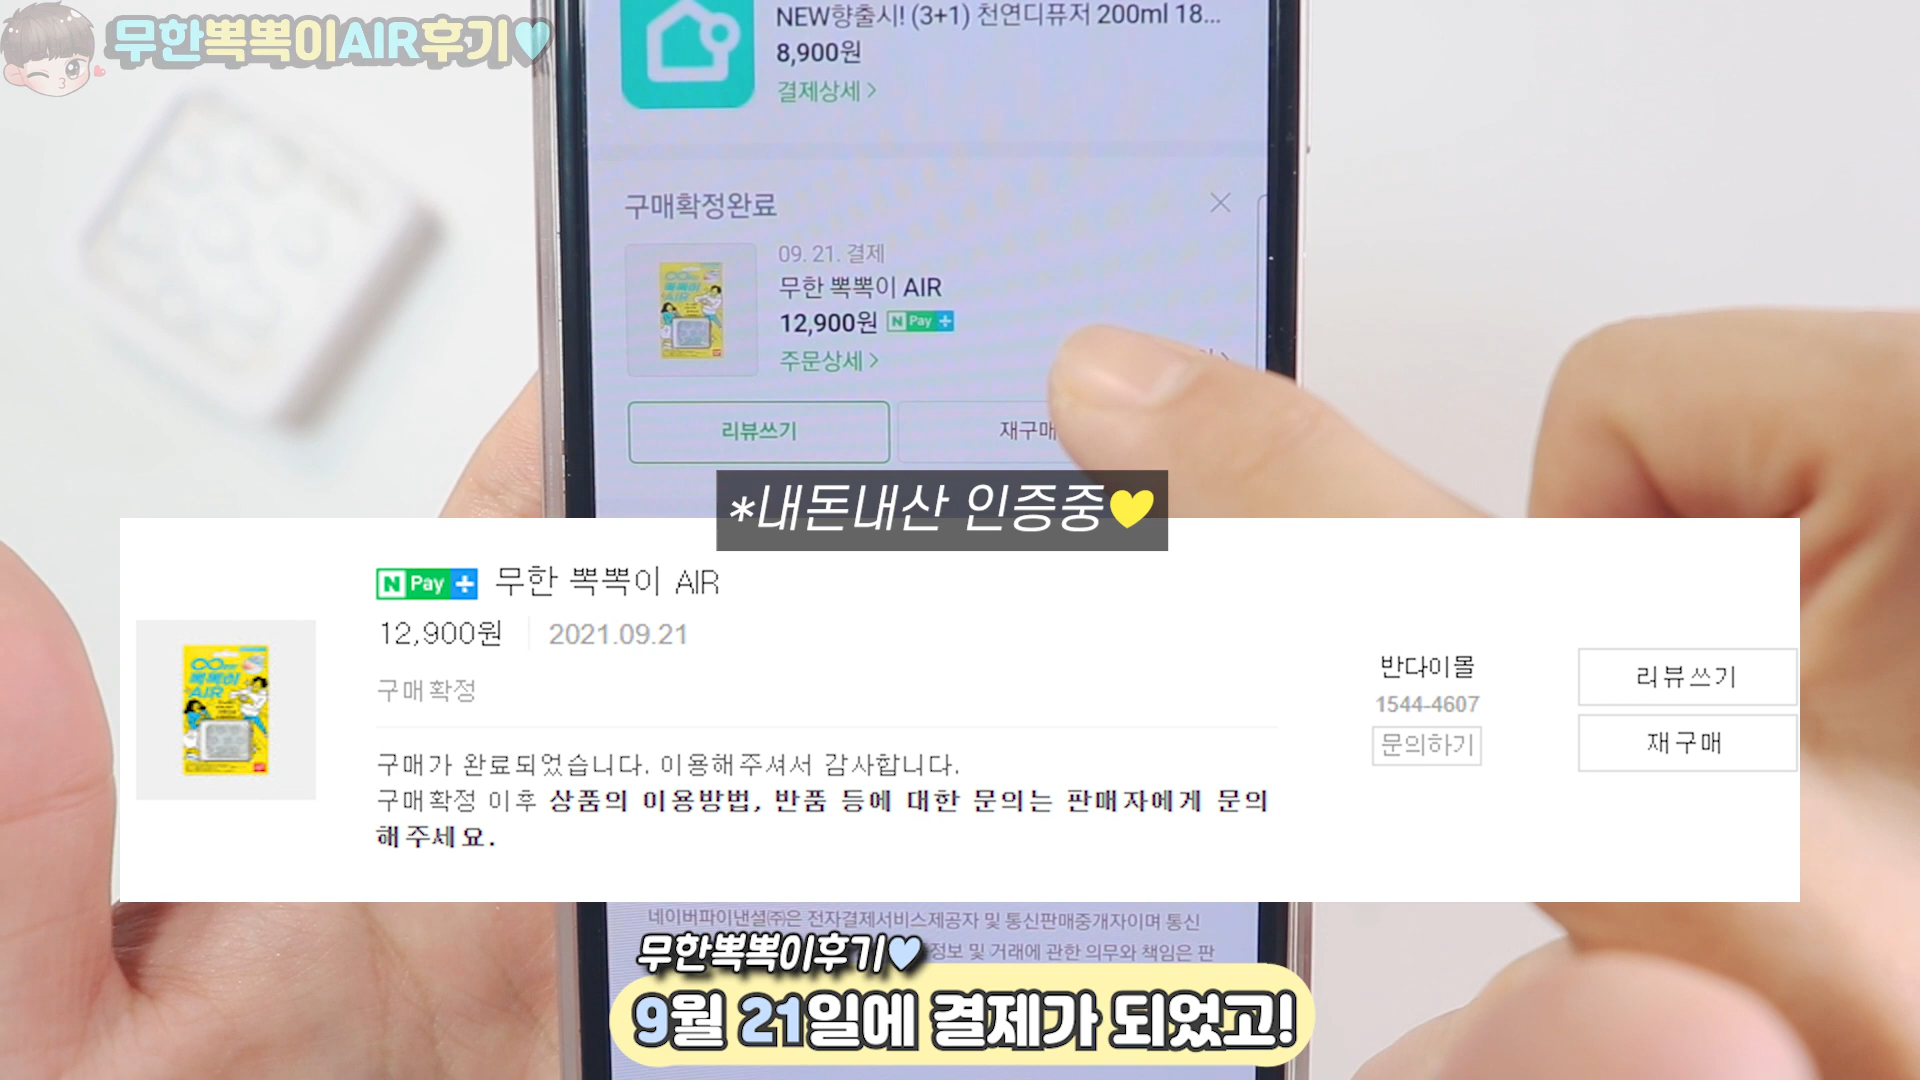 무한뽁뽁이AIR후기
NEW향출시! (3+1) 천연디퓨저 200ml 18...
8,900원
결제상세 >
구매확정완료
09. 21. 결제
무한 뽁뽁이 AIR
12,900원 N Pay +
주문상세 >
리뷰쓰기
재구매
*내돈내산 인증중
N Pay + 무한 뽁뽁이 AIR
12,900원
2021.09.21
구매확정
구매가 완료되었습니다. 이용해주셔서 감사합니다.
구매확정 이후 상품의 이용방법, 반품 등에 대한 문의는 판매자에게 문의
해주세요.
뽁뽁이
AIR
반다이몰
1544-4607
문의하기
리뷰쓰기
재구매
네이버파이낸셜㈜은 전자결제서비스제공자 및 통신판매중개자이며 통신
정보 및 거래에 관한 의무와 책임은 판
무한뽁뽁이후기
9월 21일에 결제가 되었고!